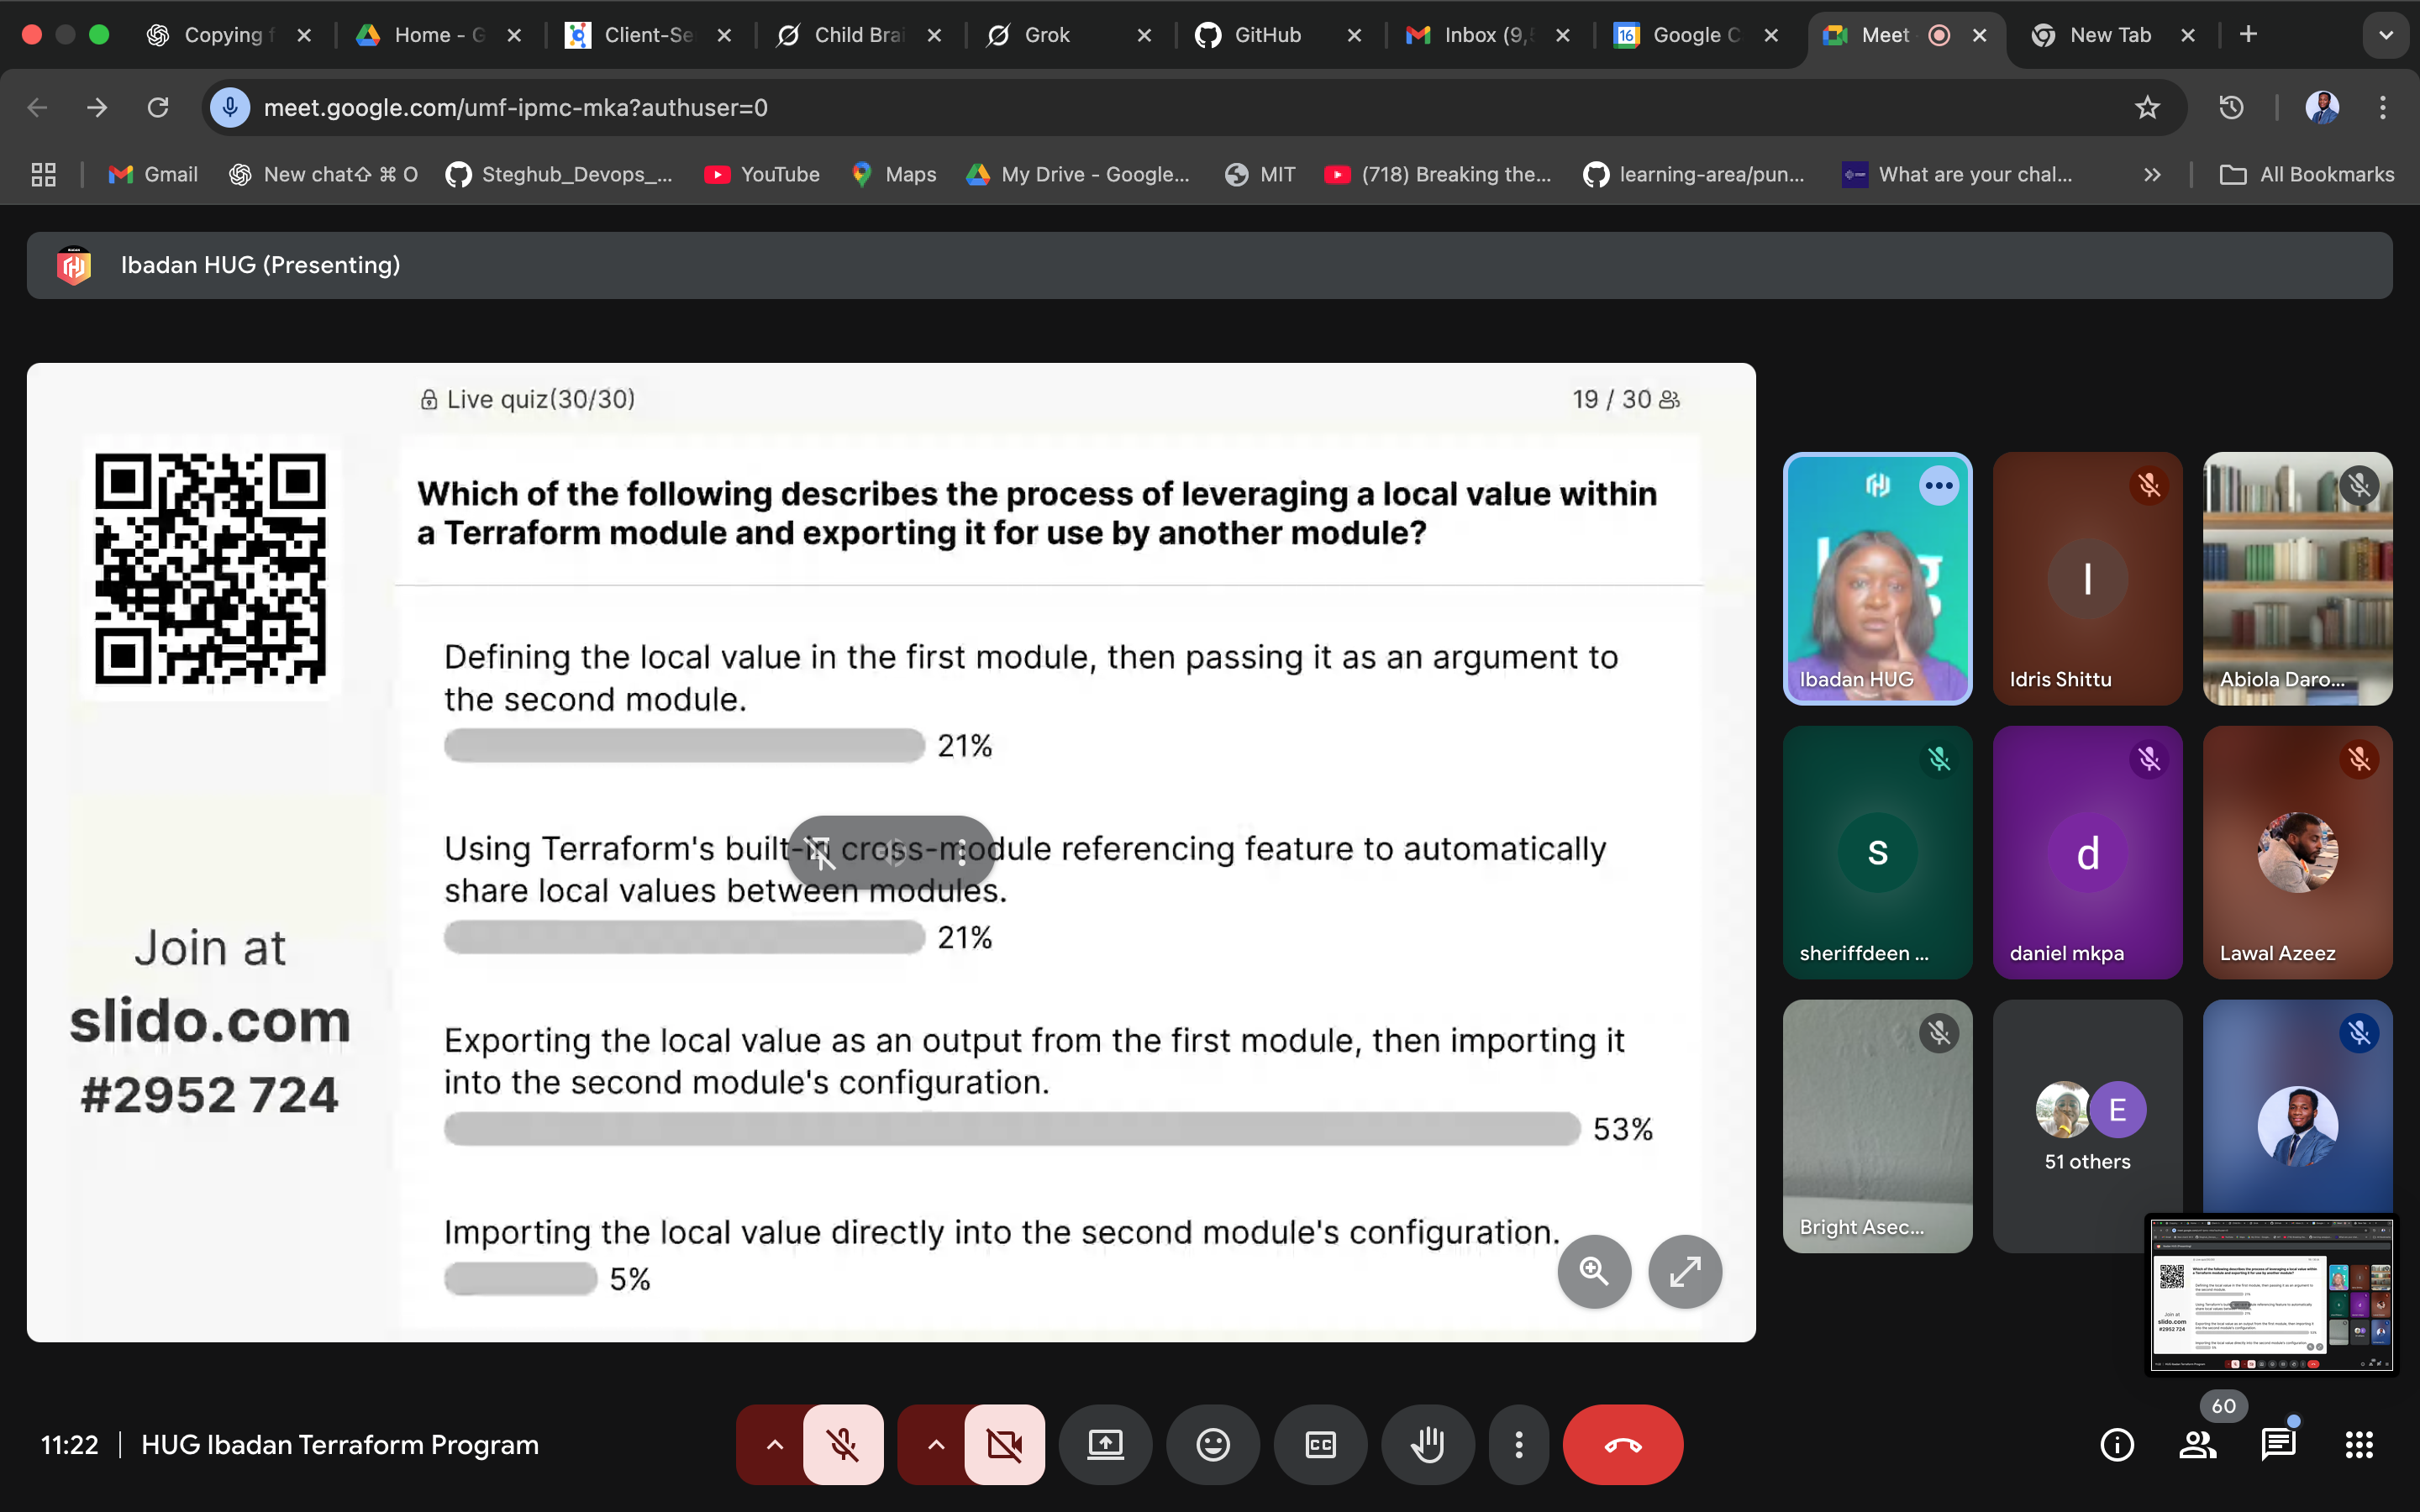 Copying f
Home - G
Client-Se
Child Brai
Grok
GitHub
Inbox (9,5
Google C
Meet
New Tab
meet.google.com/umf-ipmc-mka?authuser=0
Gmail
New chat⇧ ⌘ O
Steghub_Devops_...
YouTube
Maps
My Drive - Google...
MIT
(718) Breaking the...
learning-area/pun...
What are your chal...
All Bookmarks
Ibadan HUG (Presenting)
Live quiz(30/30)
19 / 30
Which of the following describes the process of leveraging a local value within
a Terraform module and exporting it for use by another module?
Defining the local value in the first module, then passing it as an argument to
the second module.
21%
Using Terraform's built-in cross-module referencing feature to automatically
share local values between modules.
21%
Exporting the local value as an output from the first module, then importing it
into the second module's configuration.
53%
Importing the local value directly into the second module's configuration.
5%
Join at
slido.com
#2952 724
Ibadan HUG
I
Idris Shittu
Abiola Daro...
s
sheriffdeen ...
d
daniel mkpa
Lawal Azeez
Bright Asec...
E
51 others
11:22
HUG Ibadan Terraform Program
CC
60